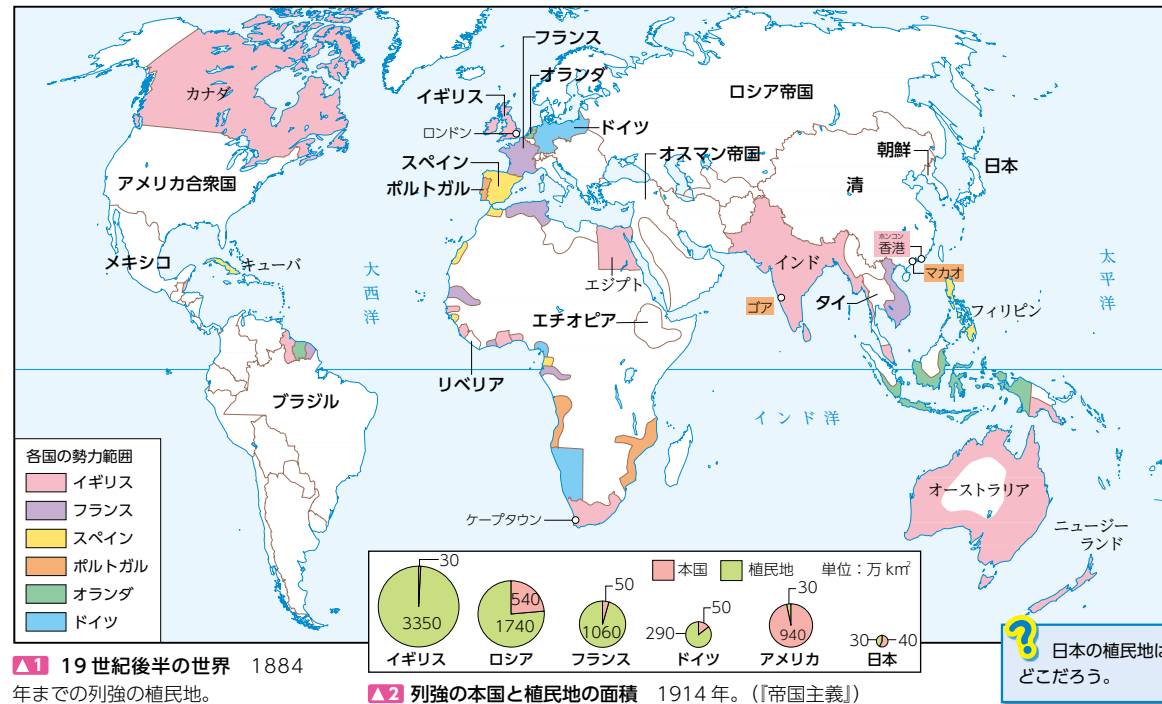 フランス
オランダ
イギリス
カナダ
ロシア帝国
ロンドン
ドイツ
スペイン
オスマン帝国
朝鮮
日本
アメリカ合衆国
ポルトガル
清
メキシコ
キューバ
大西洋
エジプト
インド
ホンコン
香港
マカオ
太平洋
ゴア
タイ
フィリピン
エチオピア
リベリア
ブラジル
インド洋
各国の勢力範囲
イギリス
フランス
スペイン
ポルトガル
オランダ
ドイツ
オーストラリア
ケープタウン
ニュージー
ランド
本国 植民地 単位:万 km²
30
3350
イギリス
540
1740
ロシア
50
1060
フランス
50
290
ドイツ
30
940
アメリカ
30 40
日本
▲1 19世紀後半の世界 1884
年までの列強の植民地。
▲2 列強の本国と植民地の面積 1914年。(『帝国主義』)
? 日本の植民地は
どこだろう。